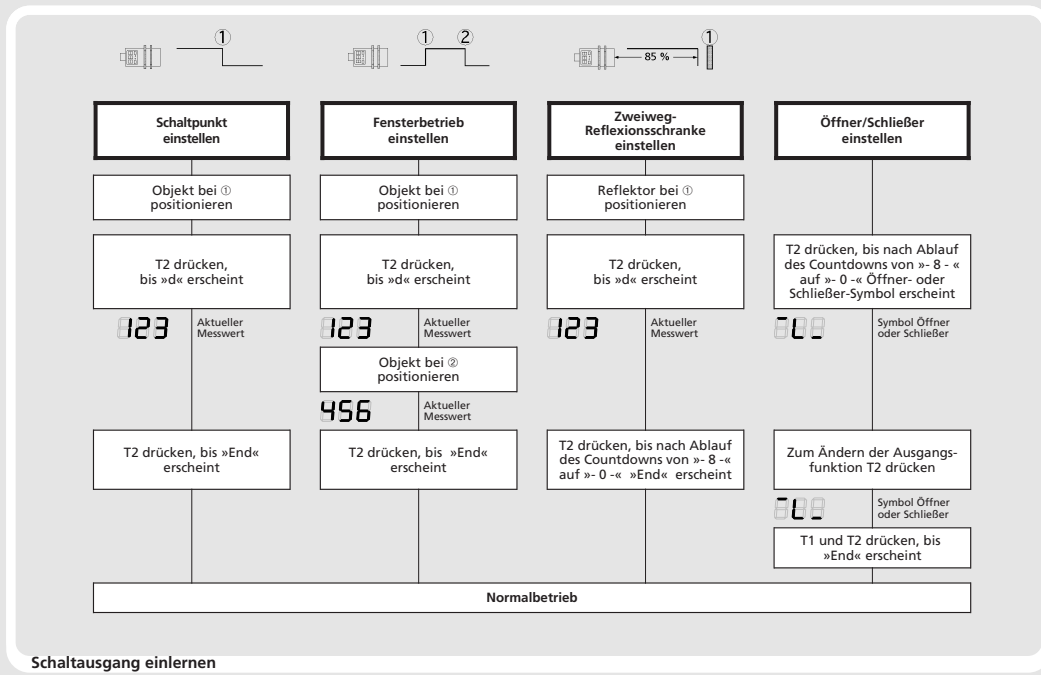 ①
① ②
①
85 %
Schaltpunkt
einstellen
Objekt bei ①
positionieren
T2 drücken,
bis »d« erscheint
123
Aktueller
Messwert
T2 drücken, bis »End«
erscheint
Fensterbetrieb
einstellen
Objekt bei ①
positionieren
T2 drücken,
bis »d« erscheint
123
Aktueller
Messwert
Objekt bei ②
positionieren
456
Aktueller
Messwert
T2 drücken, bis »End«
erscheint
Zweiweg-
Reflexionsschranke
einstellen
Reflektor bei ①
positionieren
T2 drücken,
bis »d« erscheint
123
Aktueller
Messwert
T2 drücken, bis nach Ablauf
des Countdowns von »- 8 -«
auf »- 0 -« »End« erscheint
Öffner/Schließer
einstellen
T2 drücken, bis nach Ablauf
des Countdowns von »- 8 - «
auf »- 0 -« Öffner- oder
Schließer-Symbol erscheint
Symbol Öffner
oder Schließer
Zum Ändern der Ausgangs-
funktion T2 drücken
Symbol Öffner
oder Schließer
T1 und T2 drücken, bis
»End« erscheint
Normalbetrieb
Schaltausgang einlernen